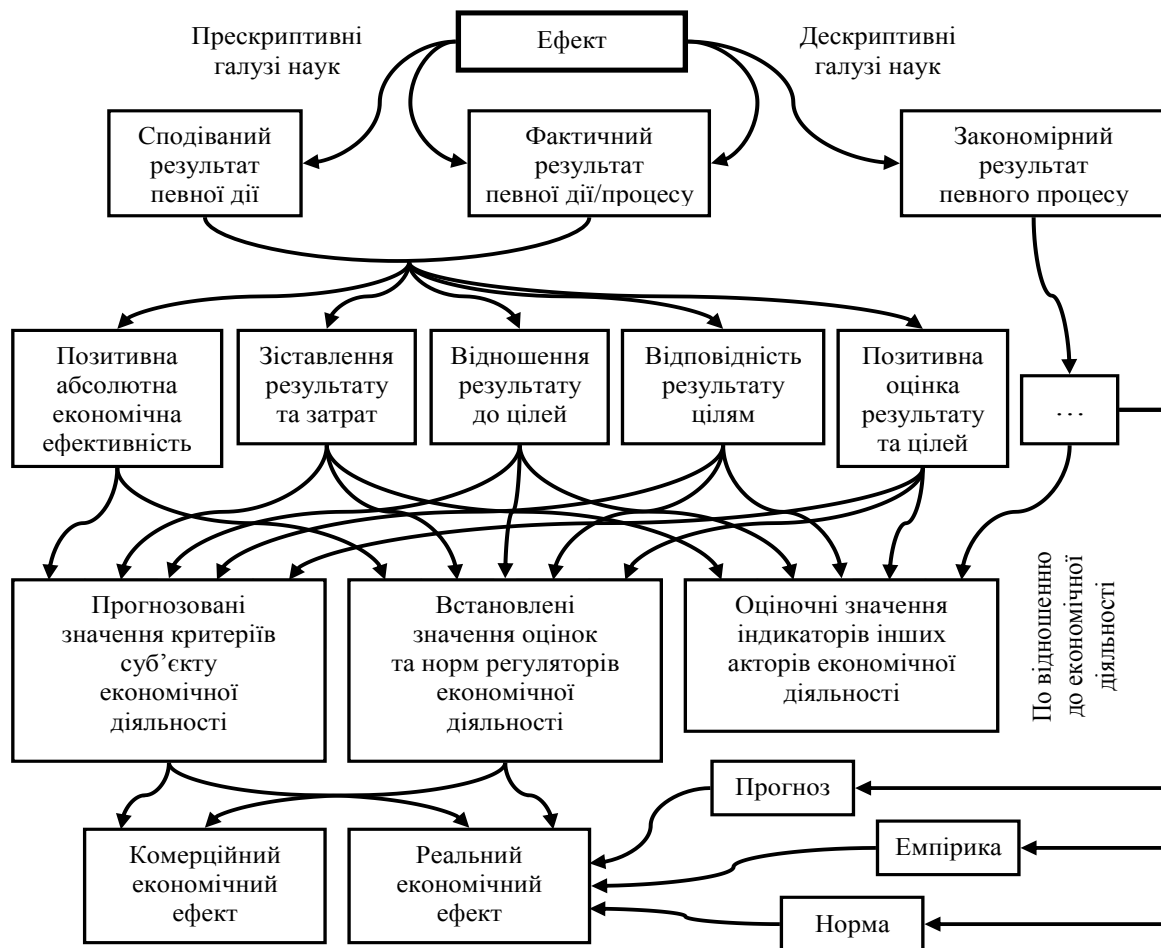 Прескриптивні
галузі наук
Ефект
Дескриптивні
галузі наук
Сподіваний
результат
певної дії
Фактичний
результат
певної дії/процесу
Закономірний
результат
певного процесу
Позитивна
абсолютна
економічна
ефективність
Зіставлення
результату
та затрат
Відношення
результату
до цілей
Відповідність
результату
цілям
Позитивна
оцінка
результату
та цілей
…
Прогнозовані
значення критеріїв
суб’єкту
економічної
діяльності
Встановлені
значення оцінок
та норм регуляторів
економічної
діяльності
Оціночні значення
індикаторів інших
акторів економічної
діяльності
По відношенню
до економічної
діяльності
Прогноз
Емпірика
Норма
Комерційний
економічний
ефект
Реальний
економічний
ефект